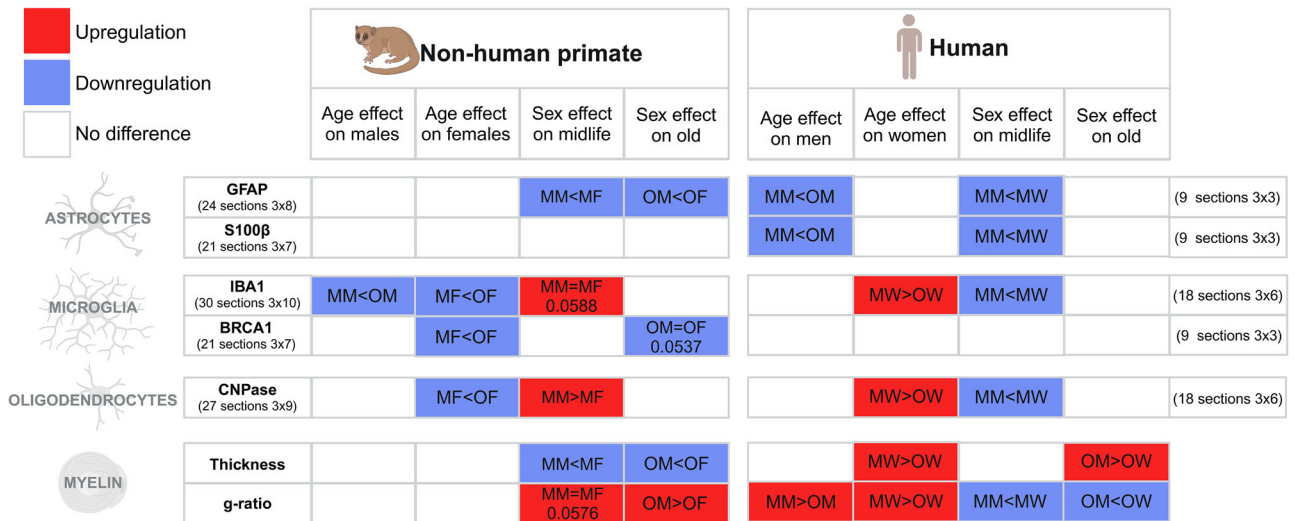 Upregulation
Downregulation
No difference
Non-human primate
Human
Age effect on males
Age effect on females
Sex effect on midlife
Sex effect on old
Age effect on men
Age effect on women
Sex effect on midlife
Sex effect on old
ASTROCYTES
GFAP
(24 sections 3x8)
MM<MF
OM<OF
MM<OM
MM<MW
(9 sections 3x3)
S100β
(21 sections 3x7)
MM<OM
MM<MW
(9 sections 3x3)
MICROGLIA
IBA1
(30 sections 3x10)
MM<OM
MF<OF
MM=MF
0.0588
MW>OW
MM<MW
(18 sections 3x6)
BRCA1
(21 sections 3x7)
MF<OF
OM=OF
0.0537
(9 sections 3x3)
OLIGODENDROCYTES
CNPase
(27 sections 3x9)
MF<OF
MM>MF
MW>OW
MM<MW
(18 sections 3x6)
MYELIN
Thickness
MM<MF
OM<OF
MW>OW
OM>OW
g-ratio
MM=MF
0.0576
OM>OF
MM>OM
MW>OW
MM<MW
OM<OW